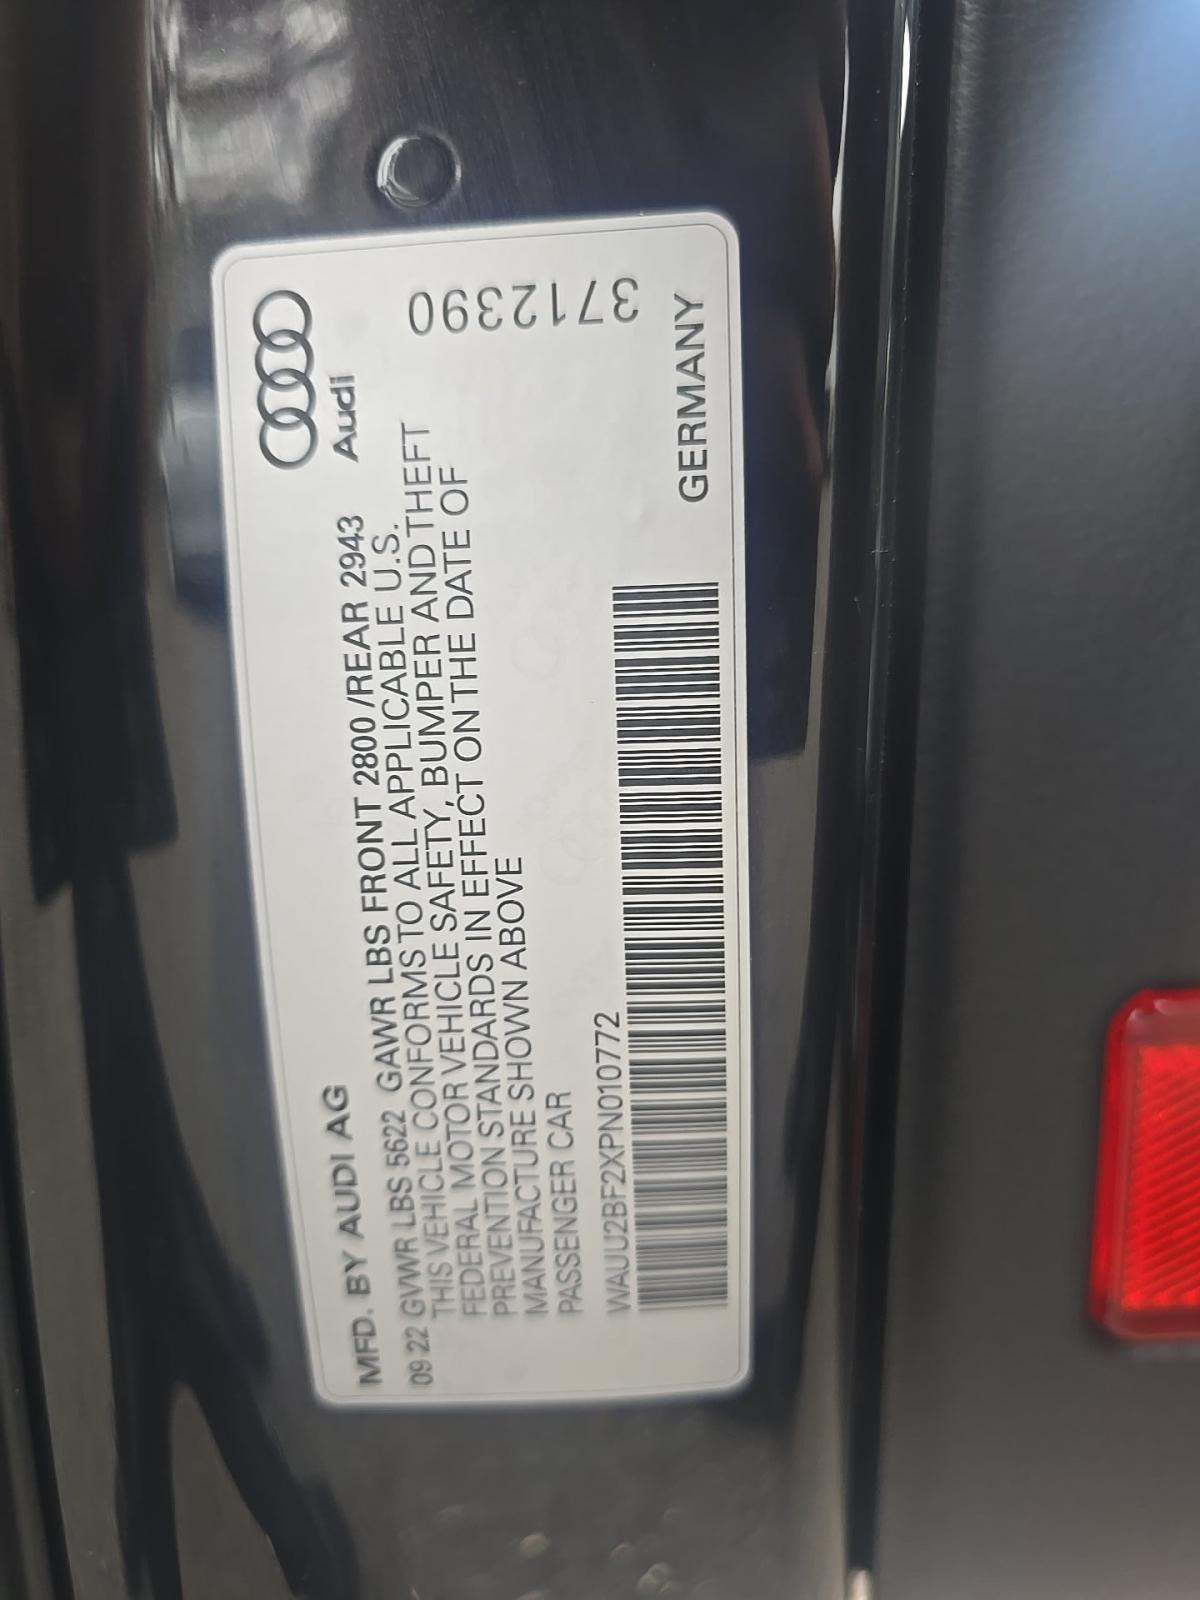 MFD. BY AUDI AG
Audi
09 22 GVWR LBS 5622 GAWR LBS FRONT 2800 /REAR 2943
THIS VEHICLE CONFORMS TO ALL APPLICABLE U.S.
FEDERAL MOTOR VEHICLE SAFETY, BUMPER AND THEFT
PREVENTION STANDARDS IN EFFECT ON THE DATE OF
MANUFACTURE SHOWN ABOVE
PASSENGER CAR
3712390
WAUU2BF2XPN010772
GERMANY